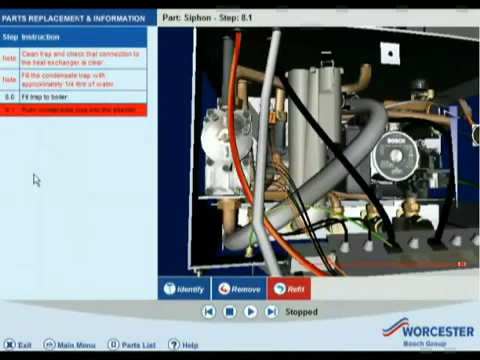 PARTS REPLACEMENT & INFORMATION
Part: Siphon - Step: 8.1
Step Instruction
Note Clean trap and check that connection to
the heat exchanger is clear
Note Fill the condensate trap with
approximately 1/4 litre of water.
8.0 Fit trap to boiler
8.1 Push condensate
BOSCH
Identify
Remove
Refit
Stopped
Exit
Main Menu
Parts List
Help
WORCESTER
Bosch Group